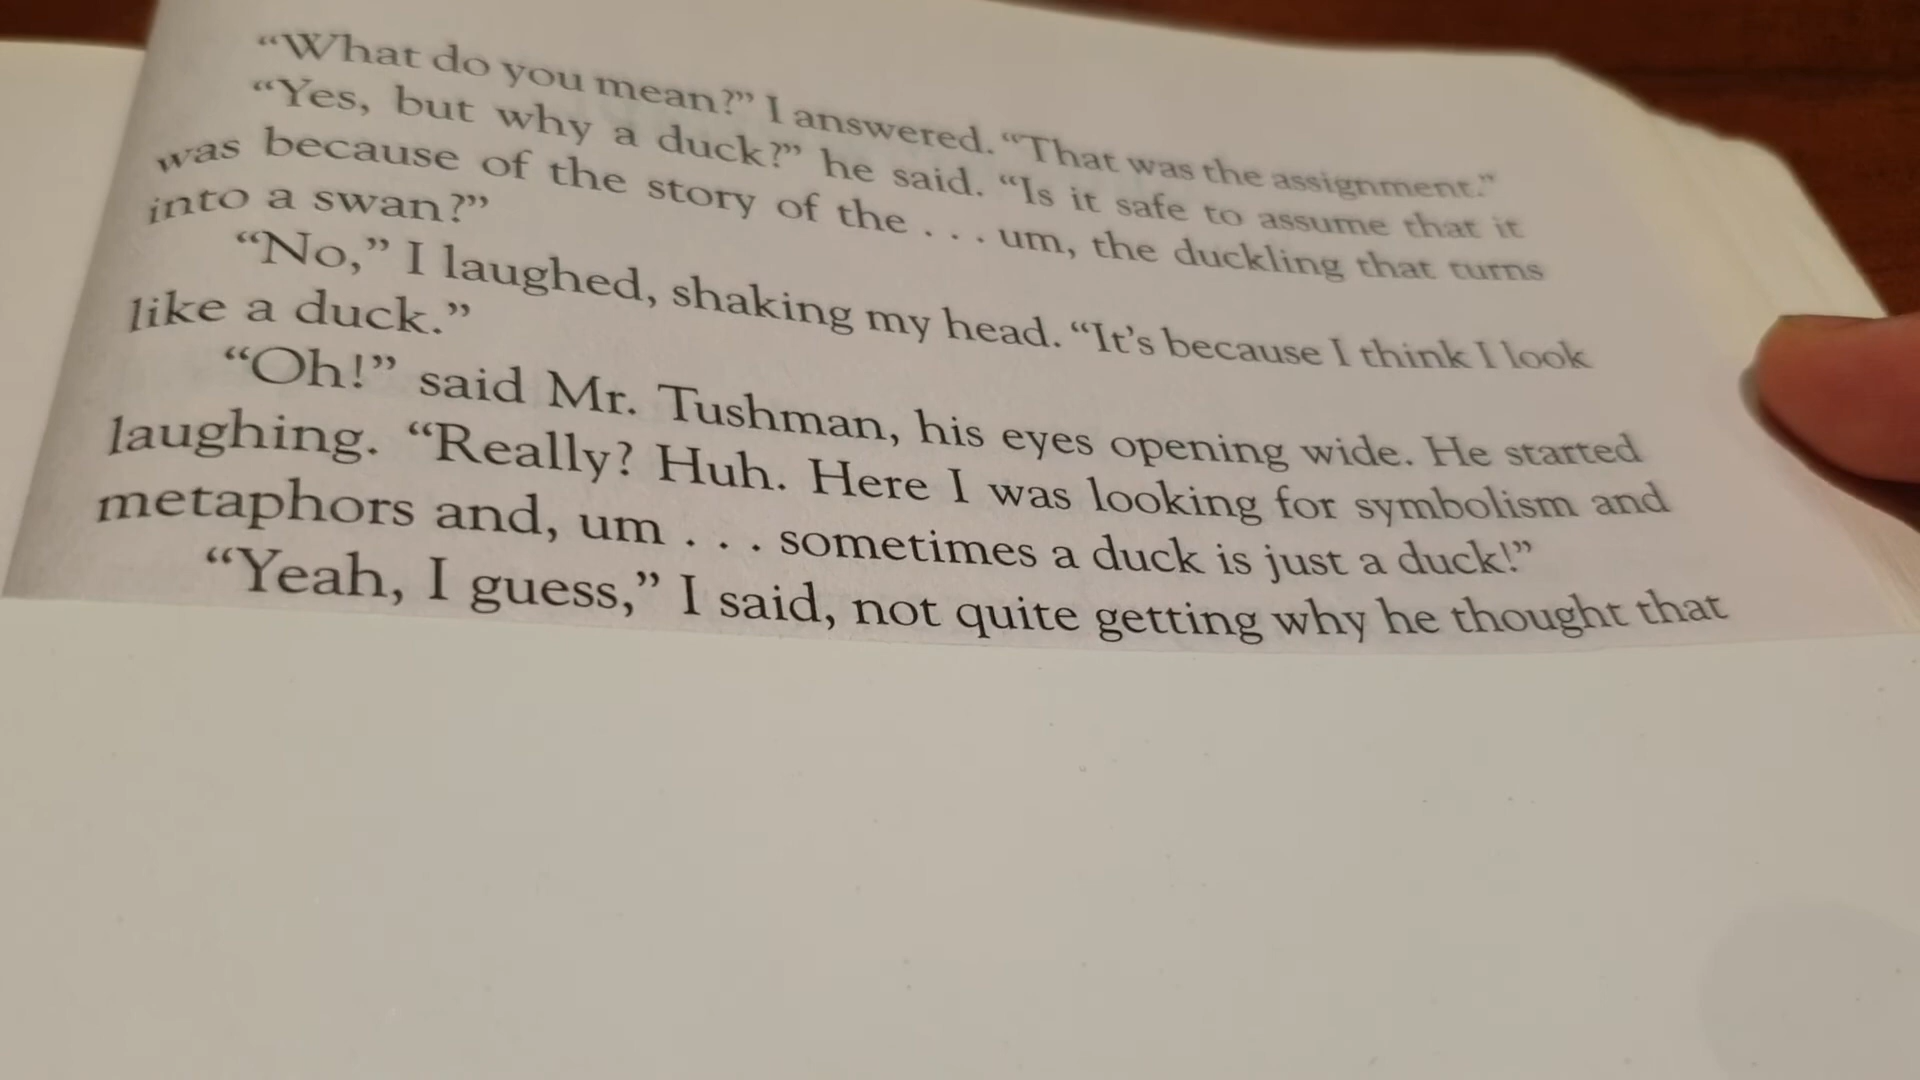 “What do you mean?” I answered. “That was the assignment.”
“Yes, but why a duck?” he said. “Is it safe to assume that it
was because of the story of the . . . um, the duckling that turns
into a swan?”
“No,” I laughed, shaking my head. “It’s because I think I look
like a duck.”
“Oh!” said Mr. Tushman, his eyes opening wide. He started
laughing. “Really? Huh. Here I was looking for symbolism and
metaphors and, um . . . sometimes a duck is just a duck!”
“Yeah, I guess,” I said, not quite getting why he thought that